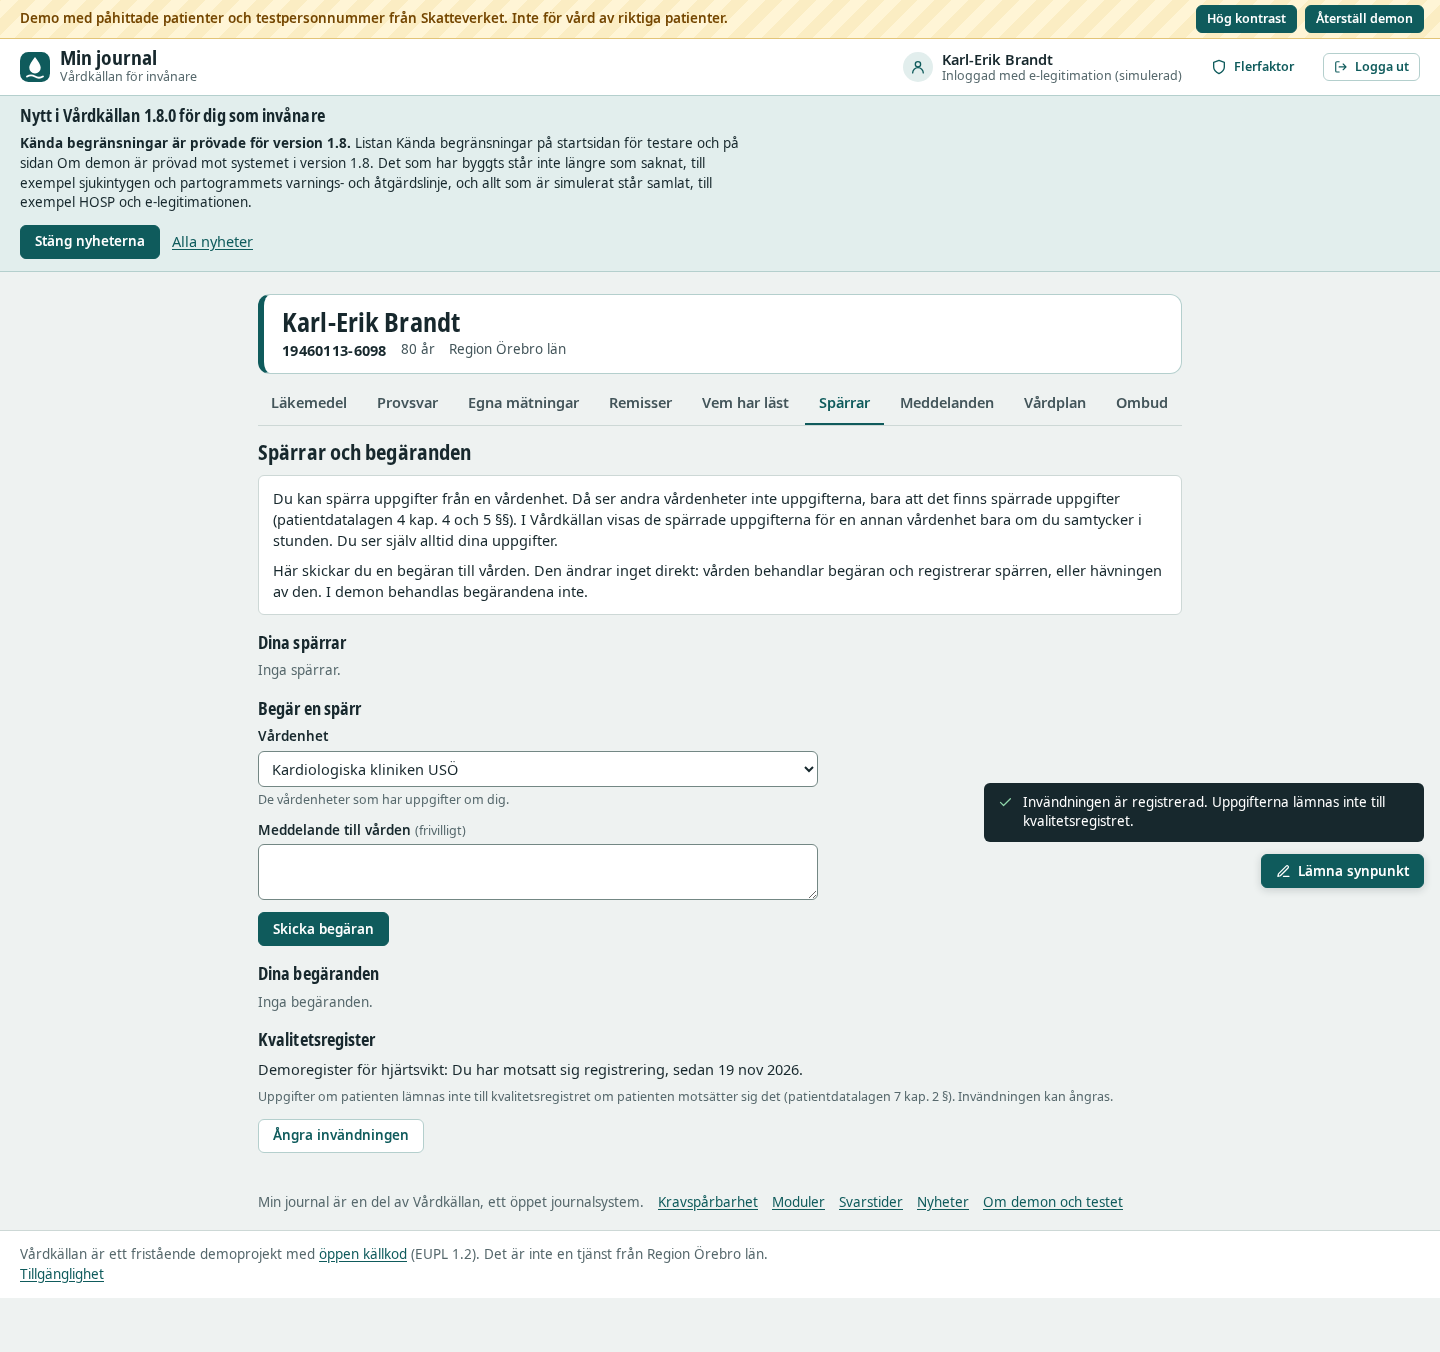 Demo med påhittade patienter och testpersonnummer från Skatteverket. Inte för vård av riktiga patienter.
Hög kontrast
Återställ demon
Min journal
Vårdkällan för invånare
Karl-Erik Brandt
Inloggad med e-legitimation (simulerad)
Flerfaktor
Logga ut
Nytt i Vårdkällan 1.8.0 för dig som invånare
Kända begränsningar är prövade för version 1.8. Listan Kända begränsningar på startsidan för testare och på
sidan Om demon är prövad mot systemet i version 1.8. Det som har byggts står inte längre som saknat, till
exempel sjukintygen och partogrammets varnings- och åtgärdslinje, och allt som är simulerat står samlat, till
exempel HOSP och e-legitimationen.
Stäng nyheterna
Alla nyheter
Karl-Erik Brandt
19460113-6098 80 år Region Örebro län
Läkemedel Provsvar Egna mätningar Remisser Vem har läst Spärrar Meddelanden Vårdplan Ombud
Spärrar och begäranden
Du kan spärra uppgifter från en vårdenhet. Då ser andra vårdenheter inte uppgifterna, bara att det finns spärrade uppgifter
(patientdatalagen 4 kap. 4 och 5 §§). I Vårdkällan visas de spärrade uppgifterna för en annan vårdenhet bara om du samtycker i
stunden. Du ser själv alltid dina uppgifter.
Här skickar du en begäran till vården. Den ändrar inget direkt: vården behandlar begäran och registrerar spärren, eller hävningen
av den. I demon behandlas begärandena inte.
Dina spärrar
Inga spärrar.
Begär en spärr
Vårdenhet
Kardiologiska kliniken USÖ
De vårdenheter som har uppgifter om dig.
Meddelande till vården (frivilligt)
Skicka begäran
Invändningen är registrerad. Uppgifterna lämnas inte till
kvalitetsregistret.
Lämna synpunkt
Dina begäranden
Inga begäranden.
Kvalitetsregister
Demoregister för hjärtsvikt: Du har motsatt sig registrering, sedan 19 nov 2026.
Uppgifter om patienten lämnas inte till kvalitetsregistret om patienten motsätter sig det (patientdatalagen 7 kap. 2 §). Invändningen kan ångras.
Ångra invändningen
Min journal är en del av Vårdkällan, ett öppet journalsystem. Kravspårbarhet Moduler Svarstider Nyheter Om demon och testet
Vårdkällan är ett fristående demoprojekt med öppen källkod (EUPL 1.2). Det är inte en tjänst från Region Örebro län.
Tillgänglighet